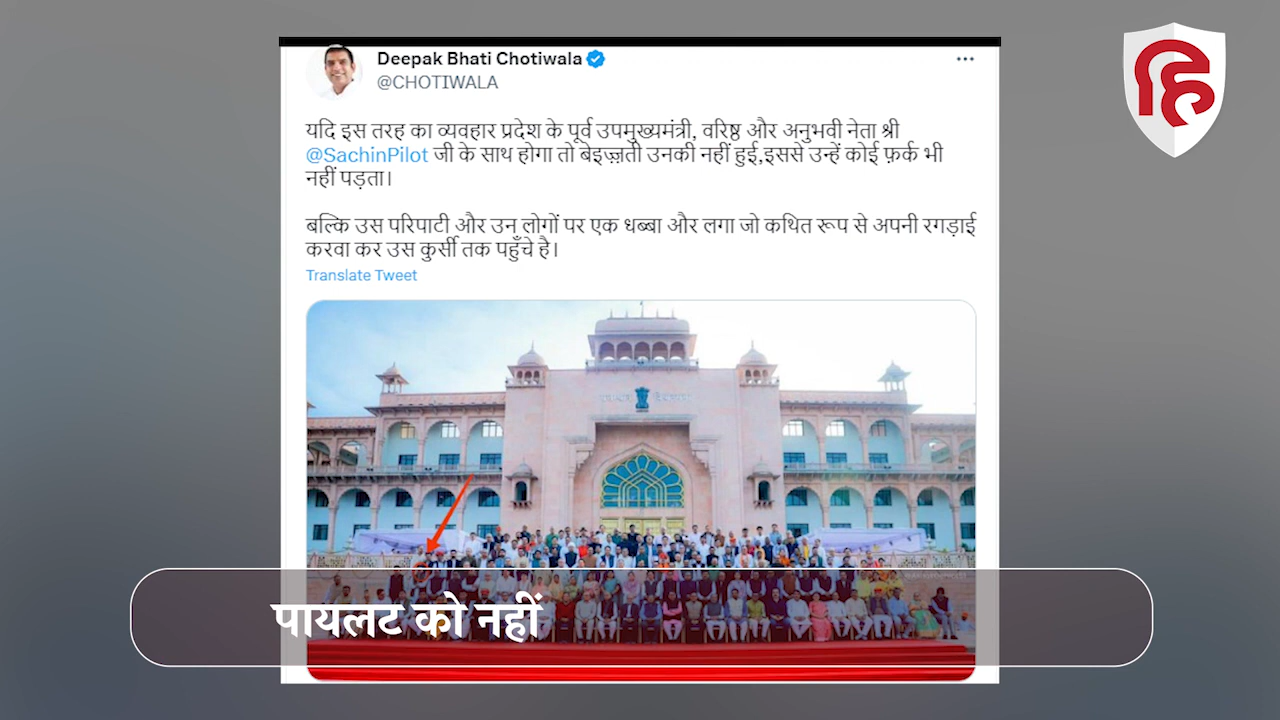 Deepak Bhati Chotiwala
@CHOTIWALA
यदि इस तरह का व्यवहार प्रदेश के पूर्व उपमुख्यमंत्री, वरिष्ठ और अनुभवी नेता श्री
@SachinPilot जी के साथ होगा तो बेइज़्ज़ती उनकी नहीं हुई,इससे उन्हें कोई फ़र्क भी
नहीं पड़ता।
बल्कि उस परिपाटी और उन लोगों पर एक धब्बा और लगा जो कथित रूप से अपनी रगड़ाई
करवा कर उस कुर्सी तक पहुँचे है।
Translate Tweet
पायलट को नहीं
हि